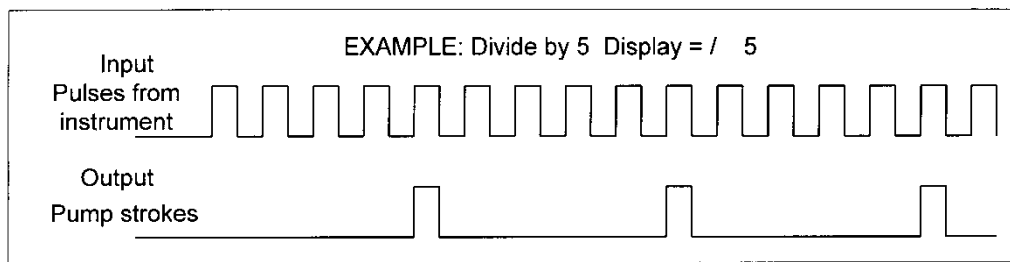 EXAMPLE: Divide by 5 Display = / 5
Input
Pulses from
instrument
Output
Pump strokes